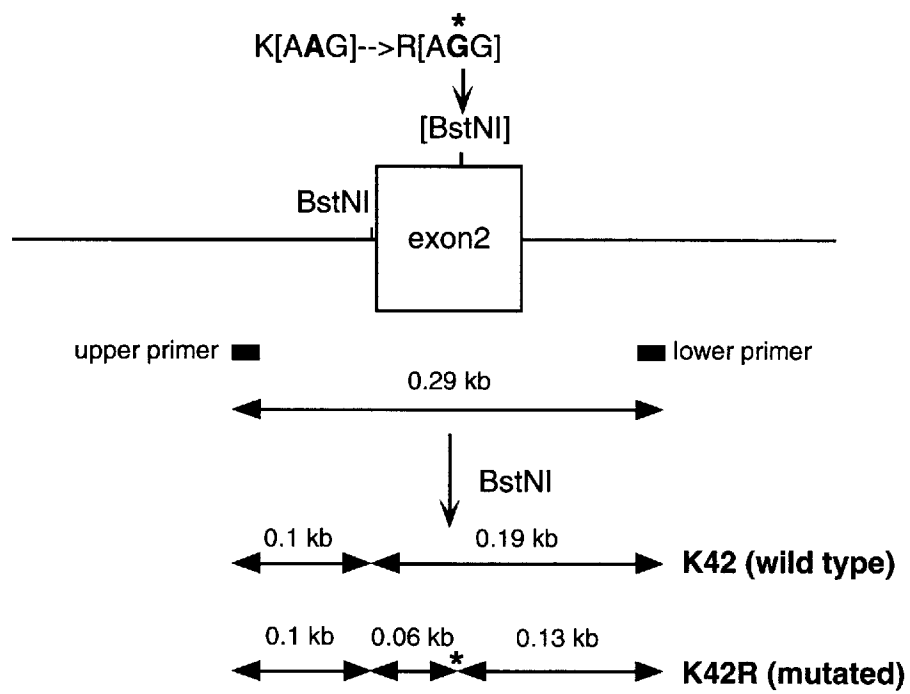 *
K[AAG]-->R[AGG]
[BstNI]
BstNI
exon2
upper primer
lower primer
0.29 kb
BstNI
0.1 kb
0.19 kb
K42 (wild type)
0.1 kb
0.06 kb
*
0.13 kb
K42R (mutated)